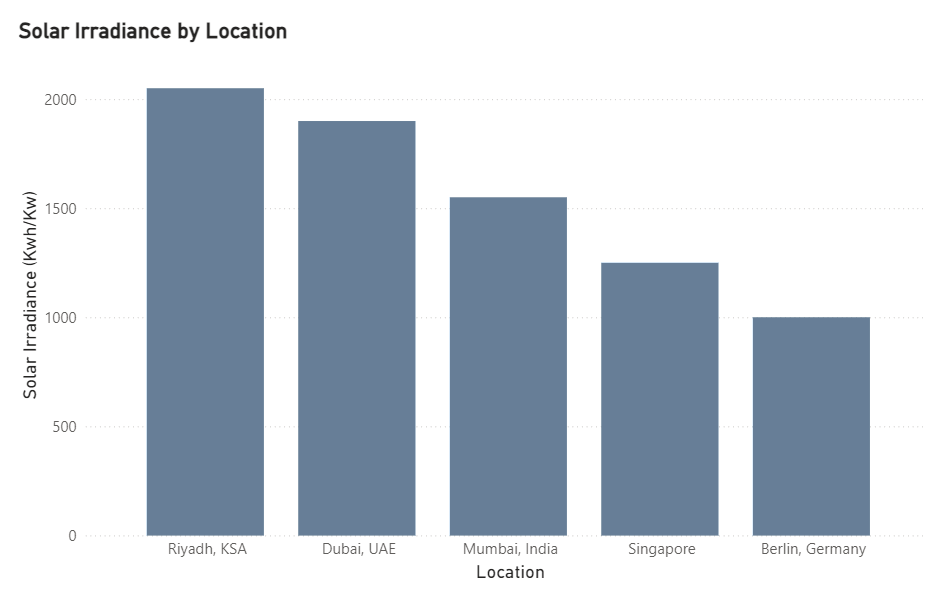 Solar Irradiance by Location
Solar Irradiance (Kwh/Kw)
2000
1500
1000
500
0
Riyadh, KSA
Dubai, UAE
Mumbai, India
Singapore
Berlin, Germany
Location